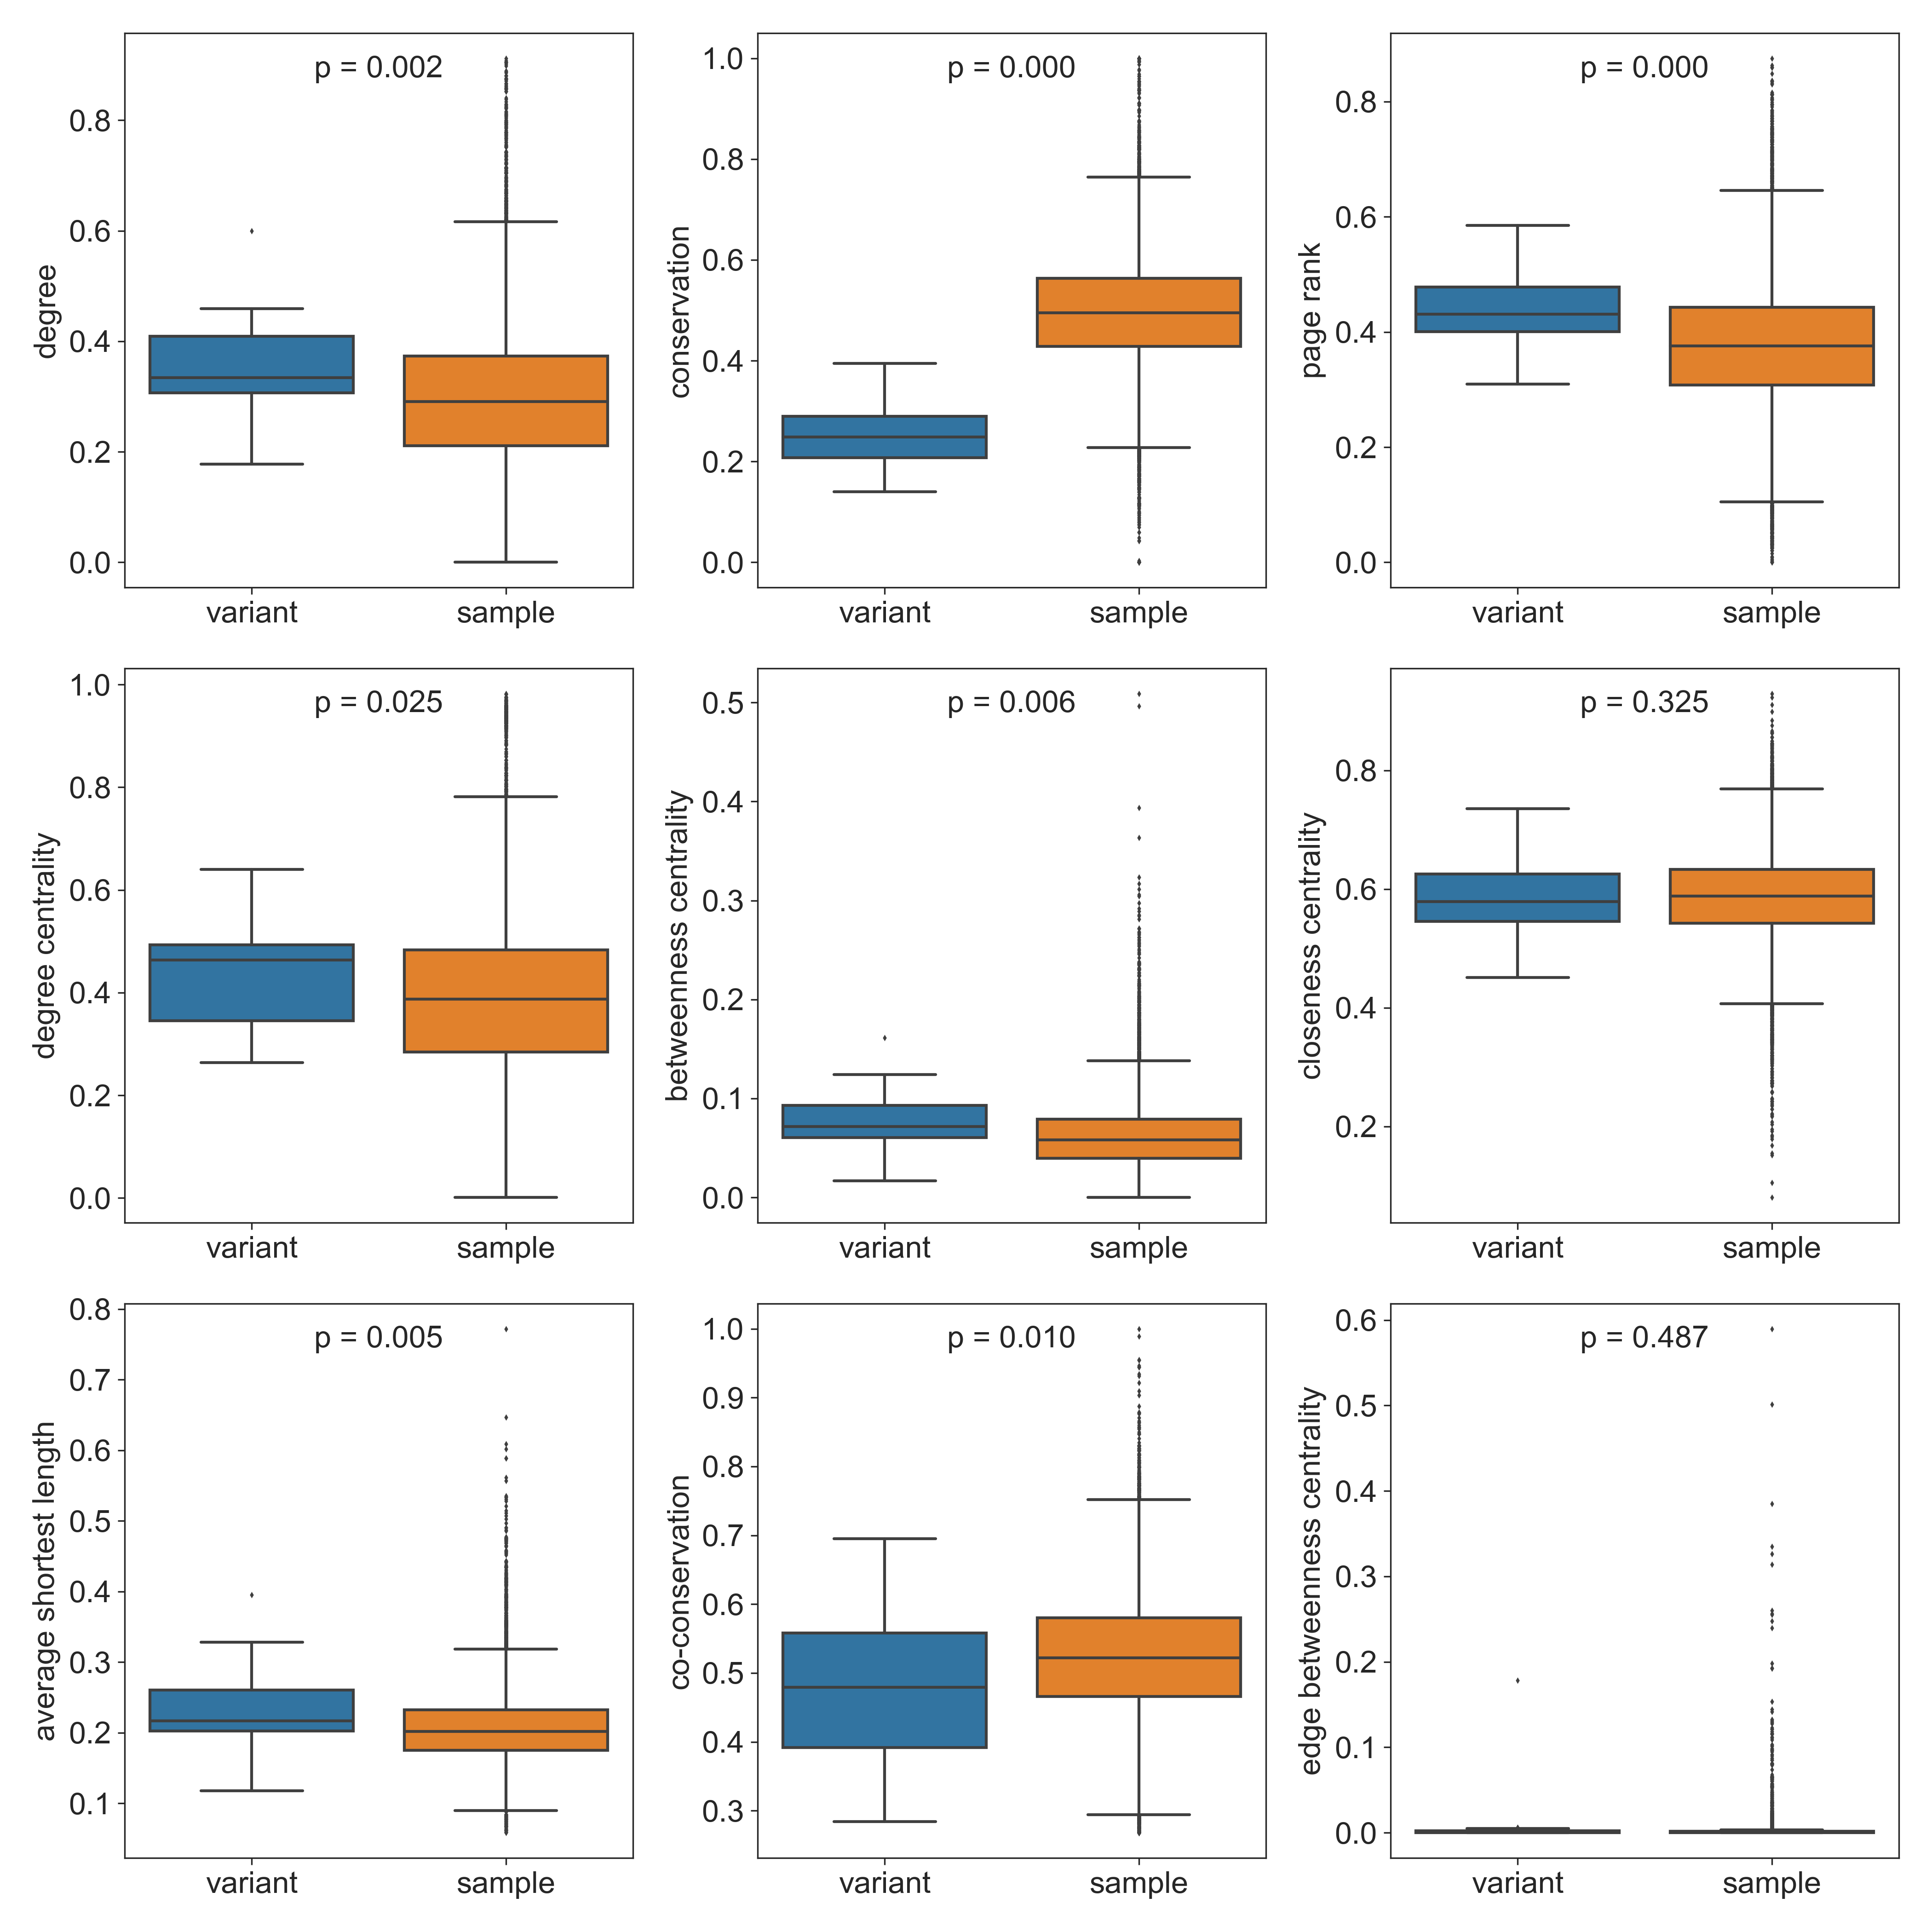 p = 0.002
degree
0.8
0.6
0.4
0.2
0.0
variant sample
p = 0.000
conservation
1.0
0.8
0.6
0.4
0.2
0.0
variant sample
p = 0.000
page rank
0.8
0.6
0.4
0.2
0.0
variant sample
p = 0.025
degree centrality
1.0
0.8
0.6
0.4
0.2
0.0
variant sample
p = 0.006
betweenness centrality
0.5
0.4
0.3
0.2
0.1
0.0
variant sample
p = 0.325
closeness centrality
0.8
0.6
0.4
0.2
variant sample
p = 0.005
average shortest length
0.8
0.7
0.6
0.5
0.4
0.3
0.2
0.1
variant sample
p = 0.010
co-conservation
1.0
0.9
0.8
0.7
0.6
0.5
0.4
0.3
variant sample
p = 0.487
edge betweenness centrality
0.6
0.5
0.4
0.3
0.2
0.1
0.0
variant sample